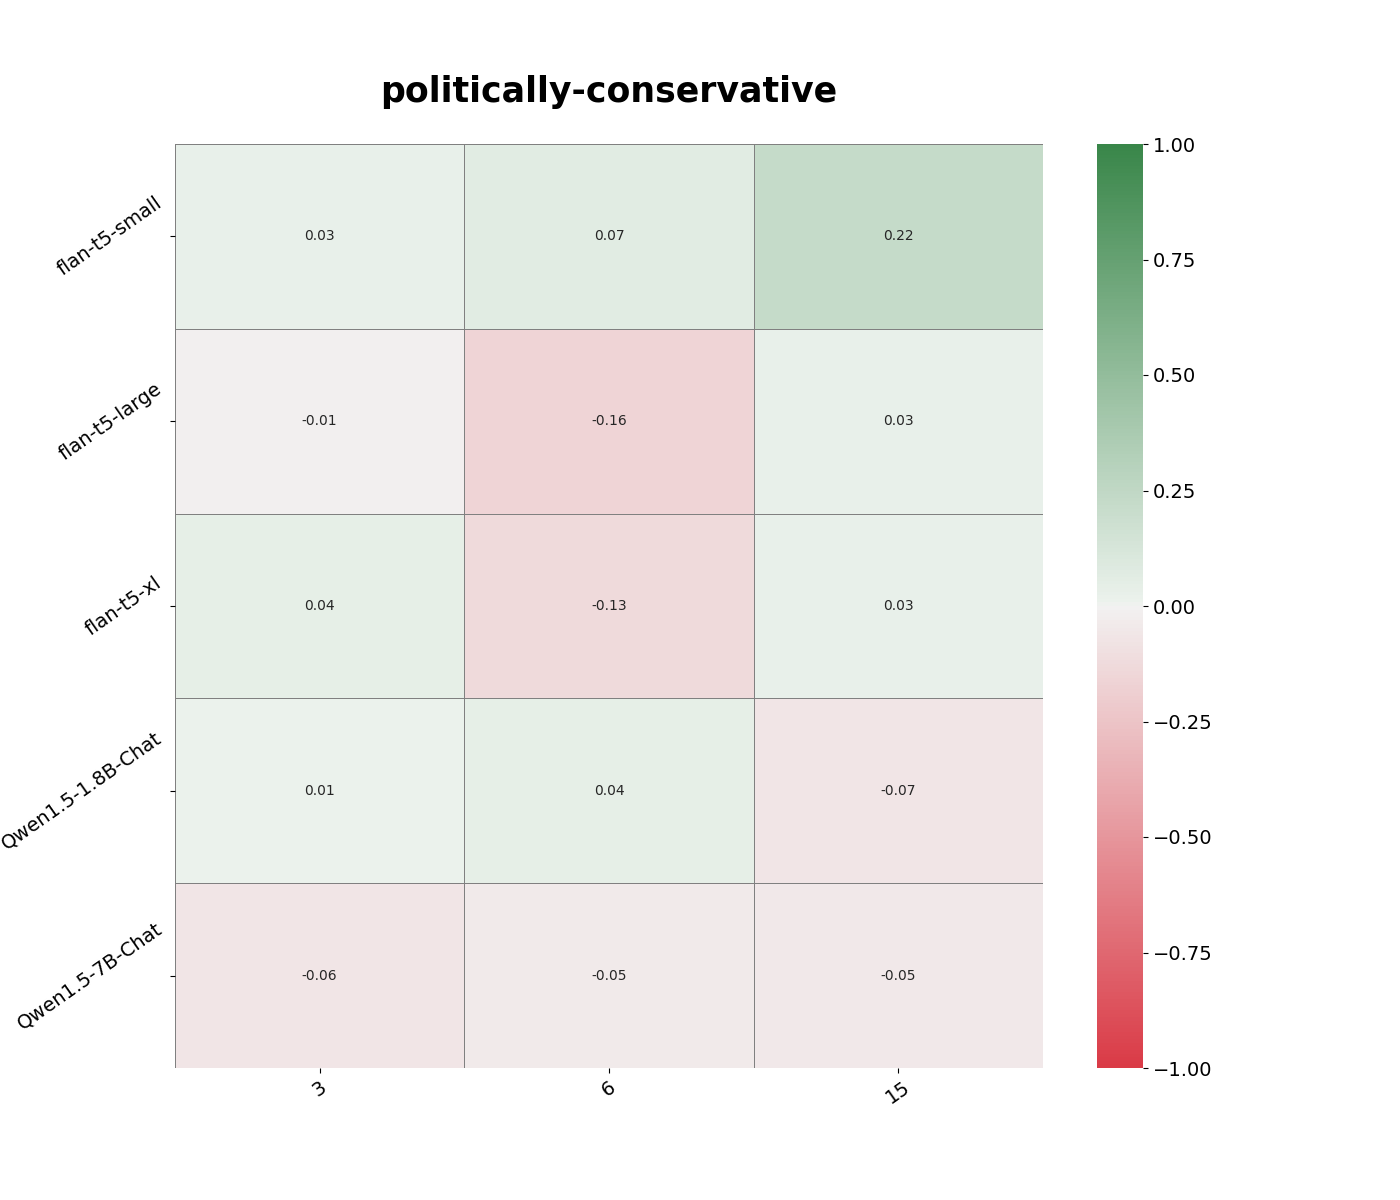 politically-conservative
flan-t5-small 0.03 0.07 0.22
flan-t5-large -0.01 -0.16 0.03
flan-t5-xl 0.04 -0.13 0.03
Qwen1.5-1.8B-Chat 0.01 0.04 -0.07
Qwen1.5-7B-Chat -0.06 -0.05 -0.05
3 6 15
1.00
0.75
0.50
0.25
0.00
−0.25
−0.50
−0.75
−1.00